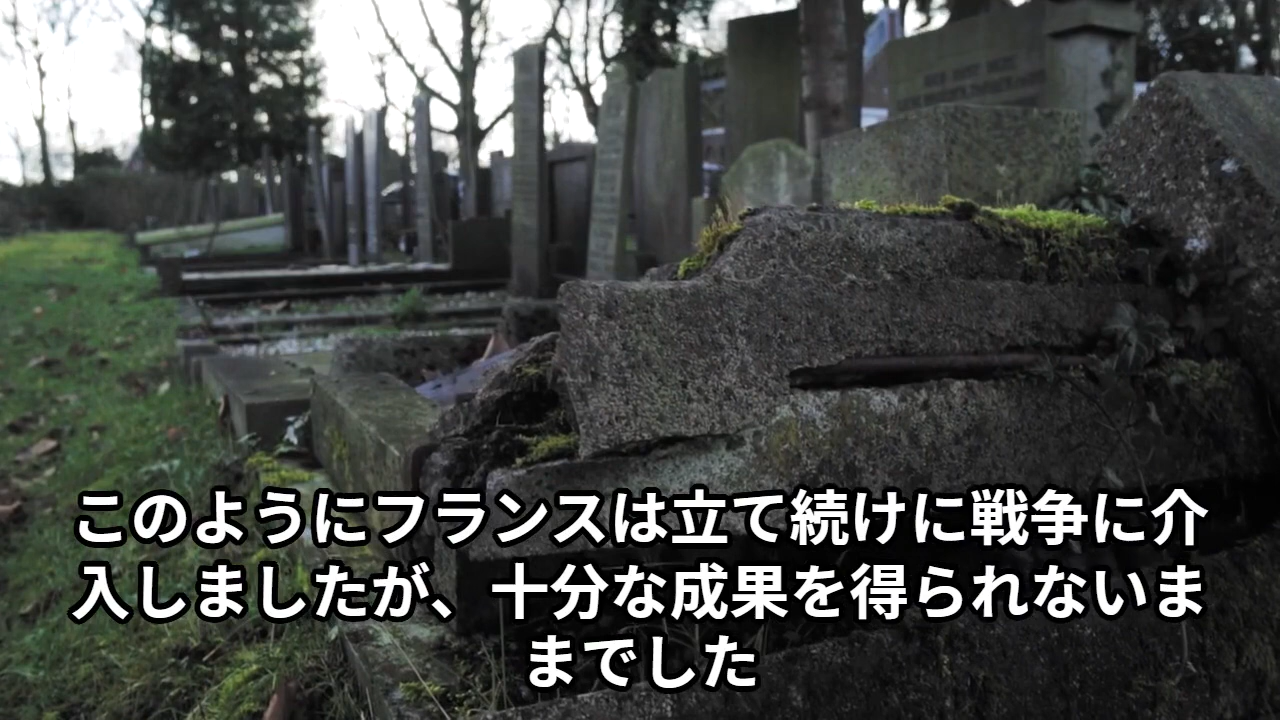 このようにフランスは立て続けに戦争に介
入しましたが、十分な成果を得られないま
までした